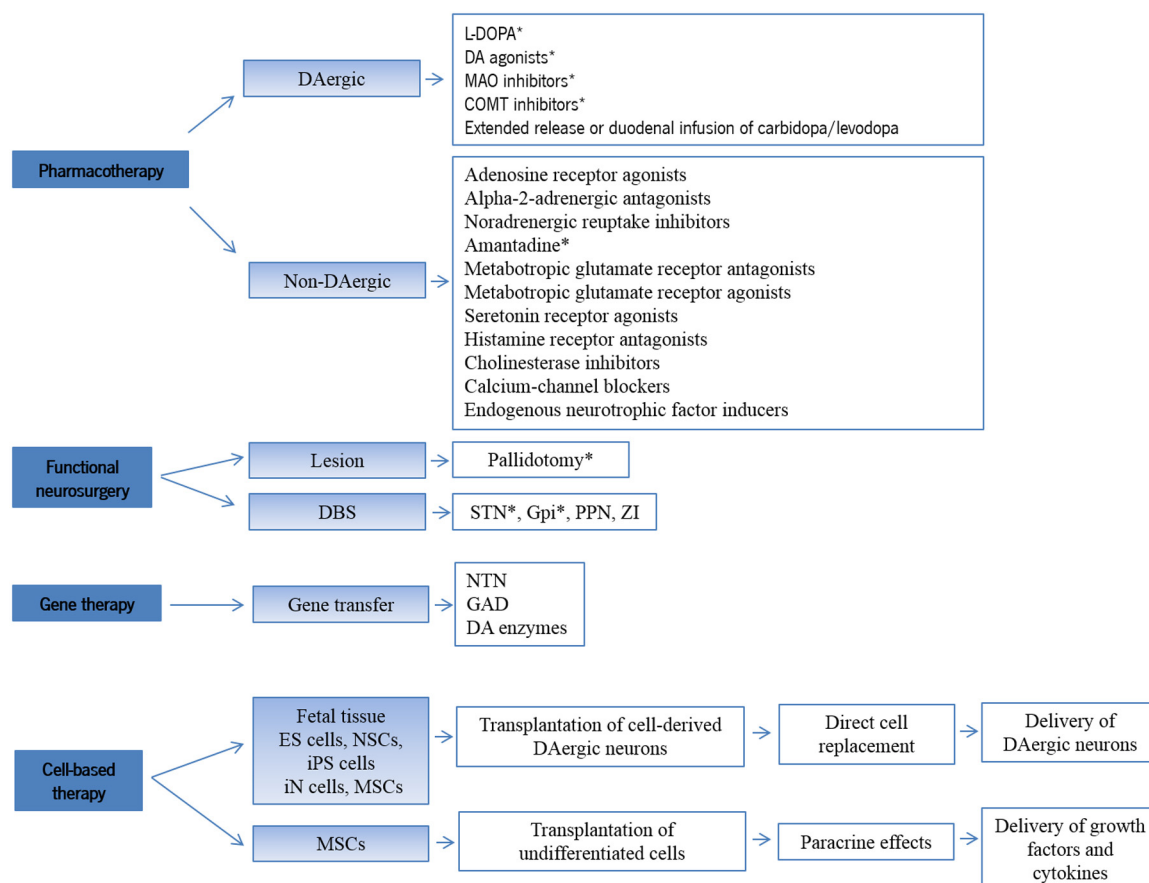 Pharmacotherapy
DAergic
L-DOPA*
DA agonists*
MAO inhibitors*
COMT inhibitors*
Extended release or duodenal infusion of carbidopa/levodopa
Non-DAergic
Adenosine receptor agonists
Alpha-2-adrenergic antagonists
Noradrenergic reuptake inhibitors
Amantadine*
Metabotropic glutamate receptor antagonists
Metabotropic glutamate receptor agonists
Seretonin receptor agonists
Histamine receptor antagonists
Cholinesterase inhibitors
Calcium-channel blockers
Endogenous neurotrophic factor inducers
Functional
neurosurgery
Lesion
Pallidotomy*
DBS
STN*, Gpi*, PPN, ZI
Gene therapy
Gene transfer
NTN
GAD
DA enzymes
Cell-based
therapy
Fetal tissue
ES cells, NSCs,
iPS cells
iN cells, MSCs
Transplantation of cell-derived
DAergic neurons
Direct cell
replacement
Delivery of
DAergic neurons
MSCs
Transplantation of
undifferentiated cells
Paracrine effects
Delivery of growth
factors and
cytokines